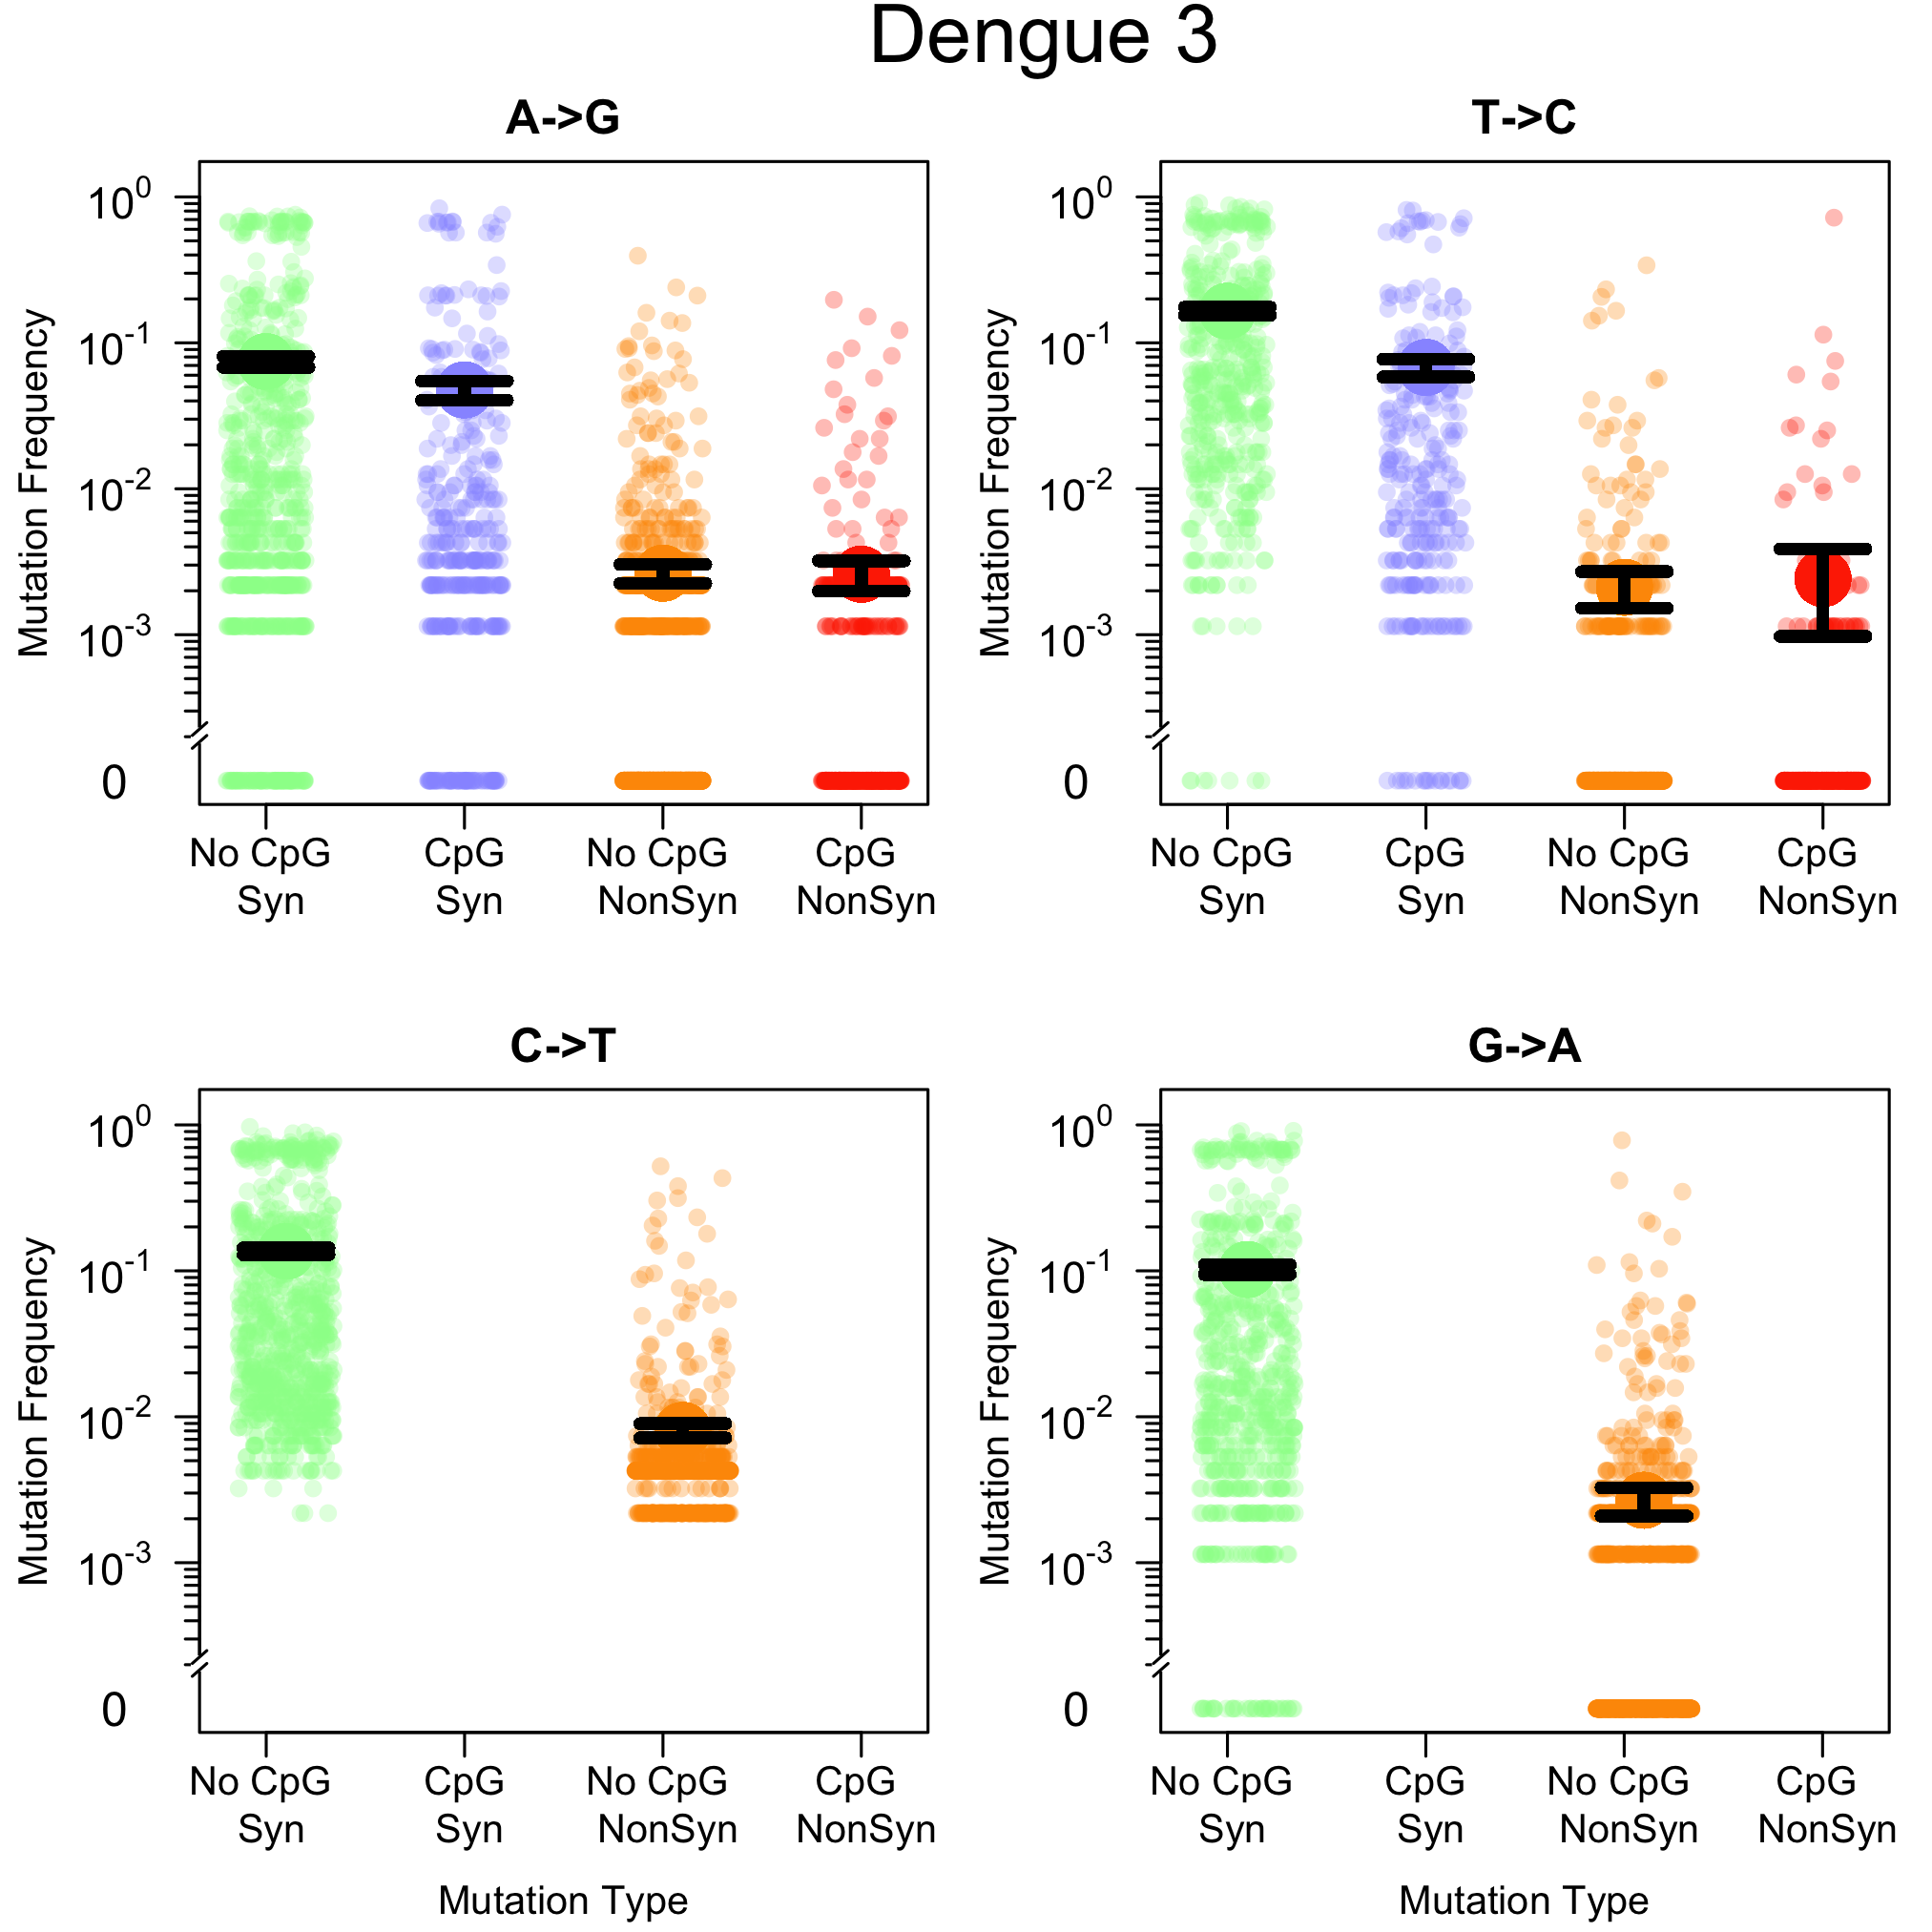 Dengue 3
A->G
Mutation Frequency
10^0
10^-1
10^-2
10^-3
0
No CpG
Syn
CpG
Syn
No CpG
NonSyn
CpG
NonSyn
T->C
Mutation Frequency
10^0
10^-1
10^-2
10^-3
0
No CpG
Syn
CpG
Syn
No CpG
NonSyn
CpG
NonSyn
C->T
Mutation Frequency
10^0
10^-1
10^-2
10^-3
0
No CpG
Syn
CpG
Syn
No CpG
NonSyn
CpG
NonSyn
Mutation Type
G->A
Mutation Frequency
10^0
10^-1
10^-2
10^-3
0
No CpG
Syn
CpG
Syn
No CpG
NonSyn
CpG
NonSyn
Mutation Type